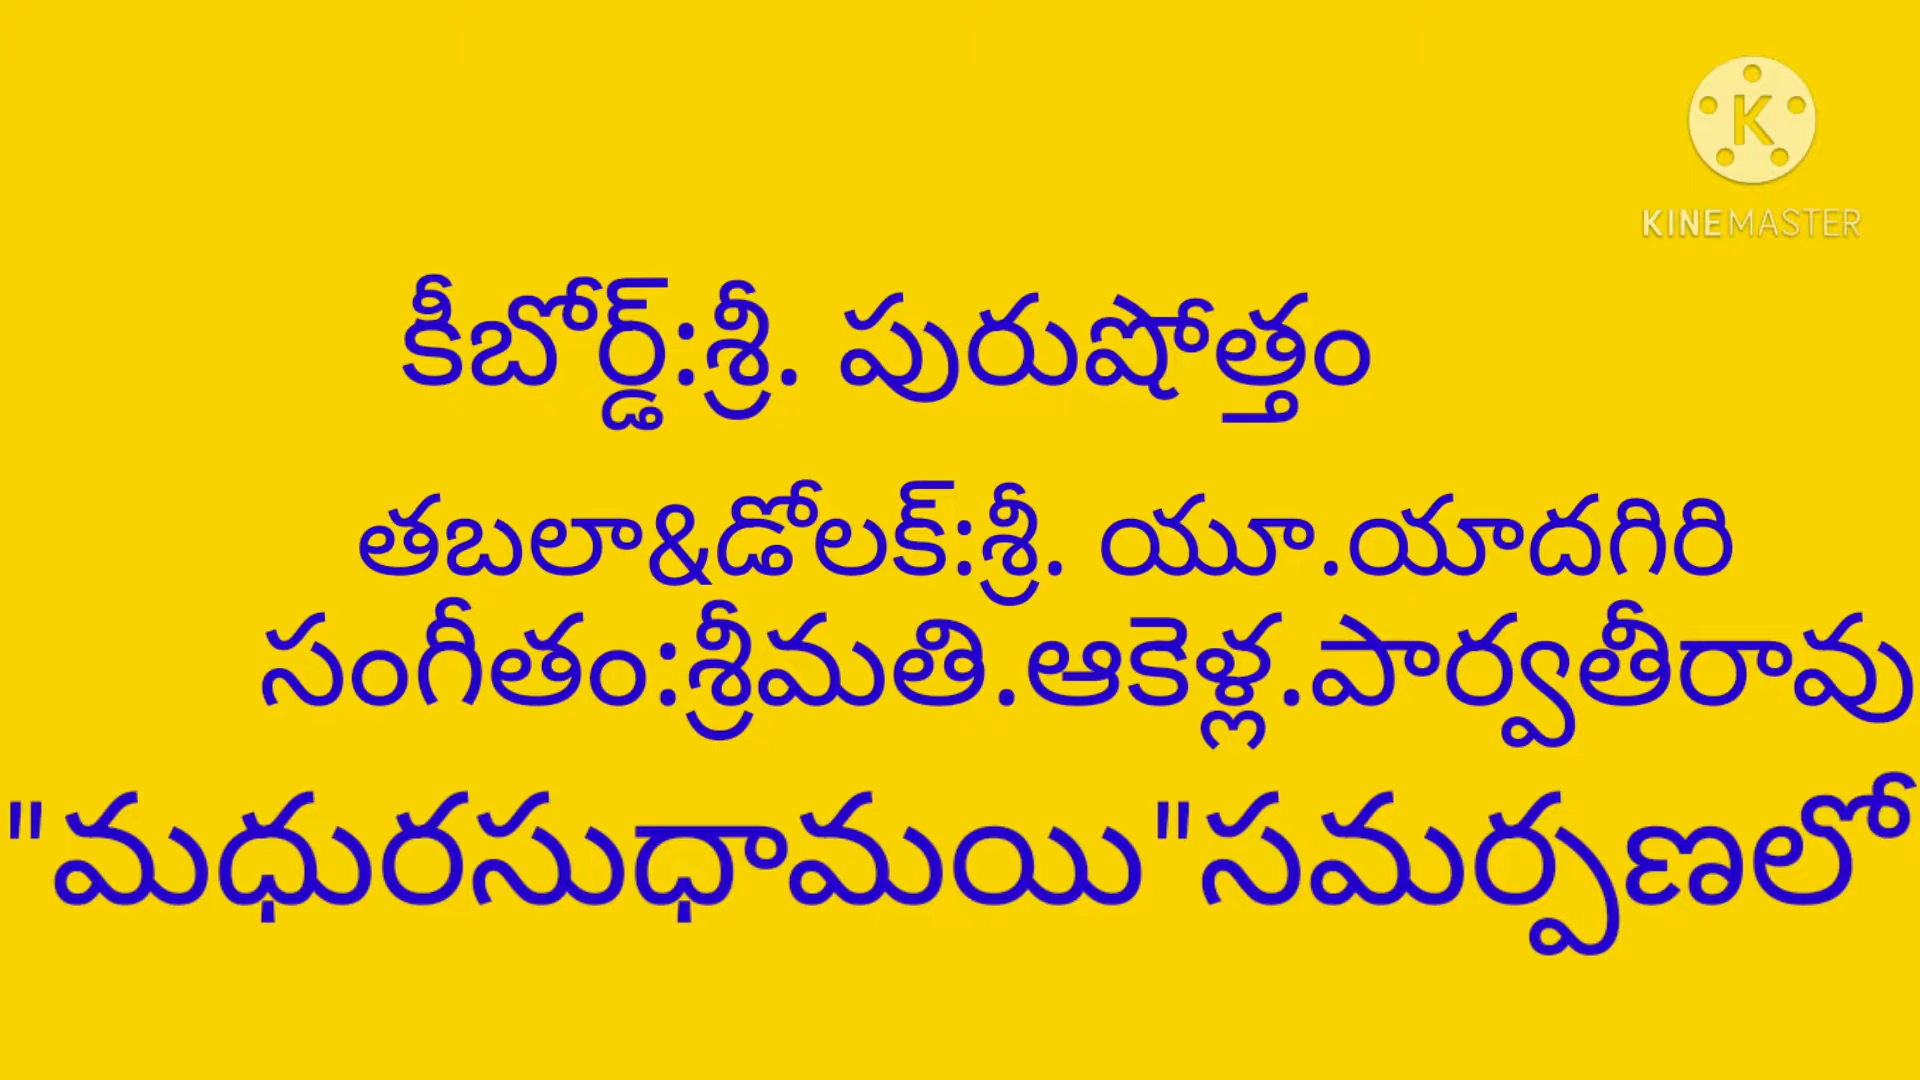 KINEMASTER
కీబోర్డ్:శ్రీ. పురుషోత్తం
తబలా&డోలక్:శ్రీ. యూ.యాదగిరి
సంగీతం:శ్రీమతి.ఆకెళ్ల.పార్వతీరావు
"మధురసుధామయి"సమర్పణలో